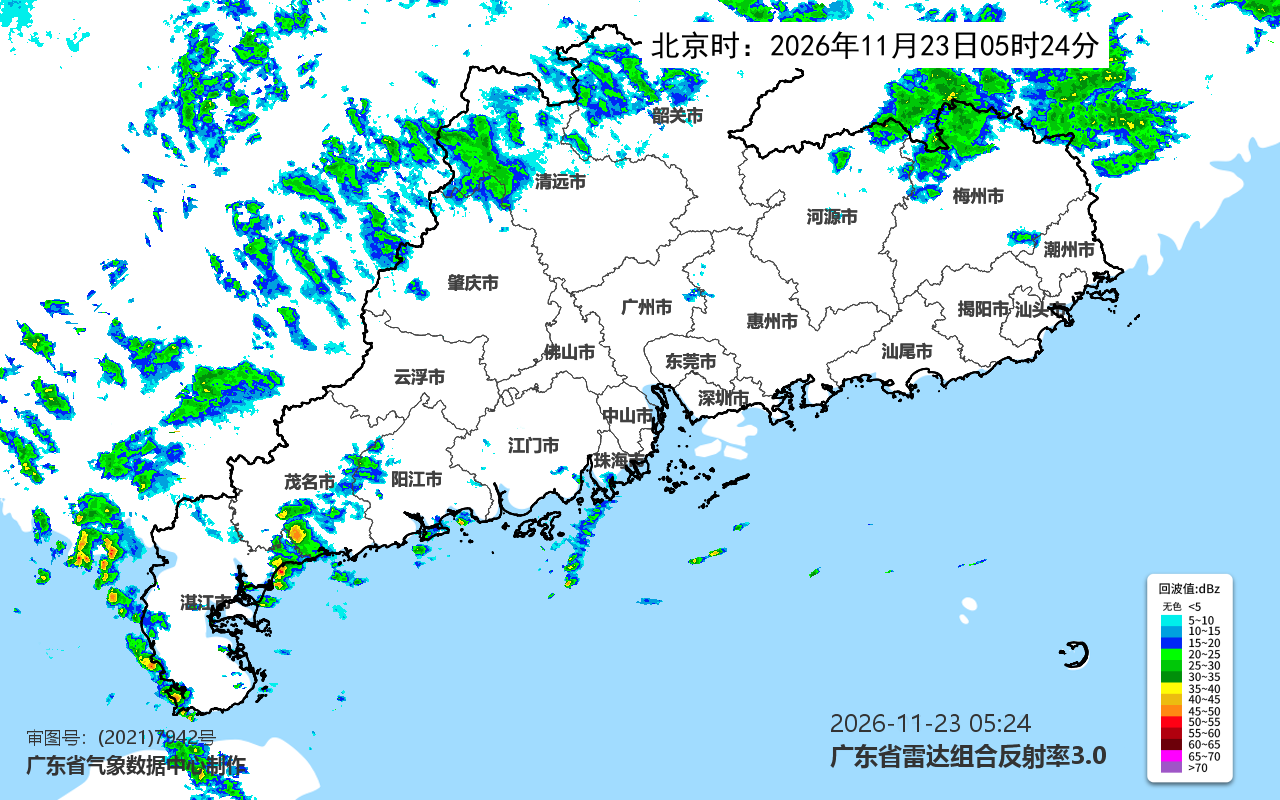 北京时：2026年11月23日05时24分
韶关市
清远市
梅州市
河源市
潮州市
肇庆市
广州市
惠州市
揭阳市
汕头市
佛山市
东莞市
汕尾市
云浮市
深圳市
中山市
江门市
珠海市
茂名市
阳江市
湛江市
回波值:dBz
无色 <5
5~10
10~15
15~20
20~25
25~30
30~35
35~40
40~45
45~50
50~55
55~60
60~65
65~70
>70
2026-11-23 05:24
广东省雷达组合反射率3.0
审图号：(2021)7942号
广东省气象数据中心制作